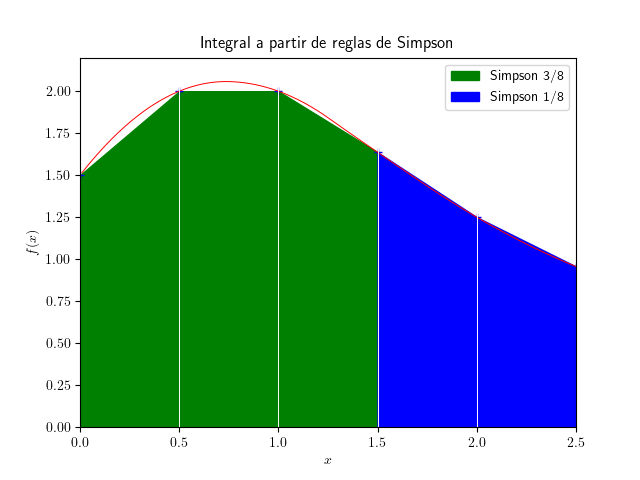 Integral a partir de reglas de Simpson
Simpson 3/8
Simpson 1/8
f(x)
2.00
1.75
1.50
1.25
1.00
0.75
0.50
0.25
0.00
0.0 0.5 1.0 1.5 2.0 2.5
x